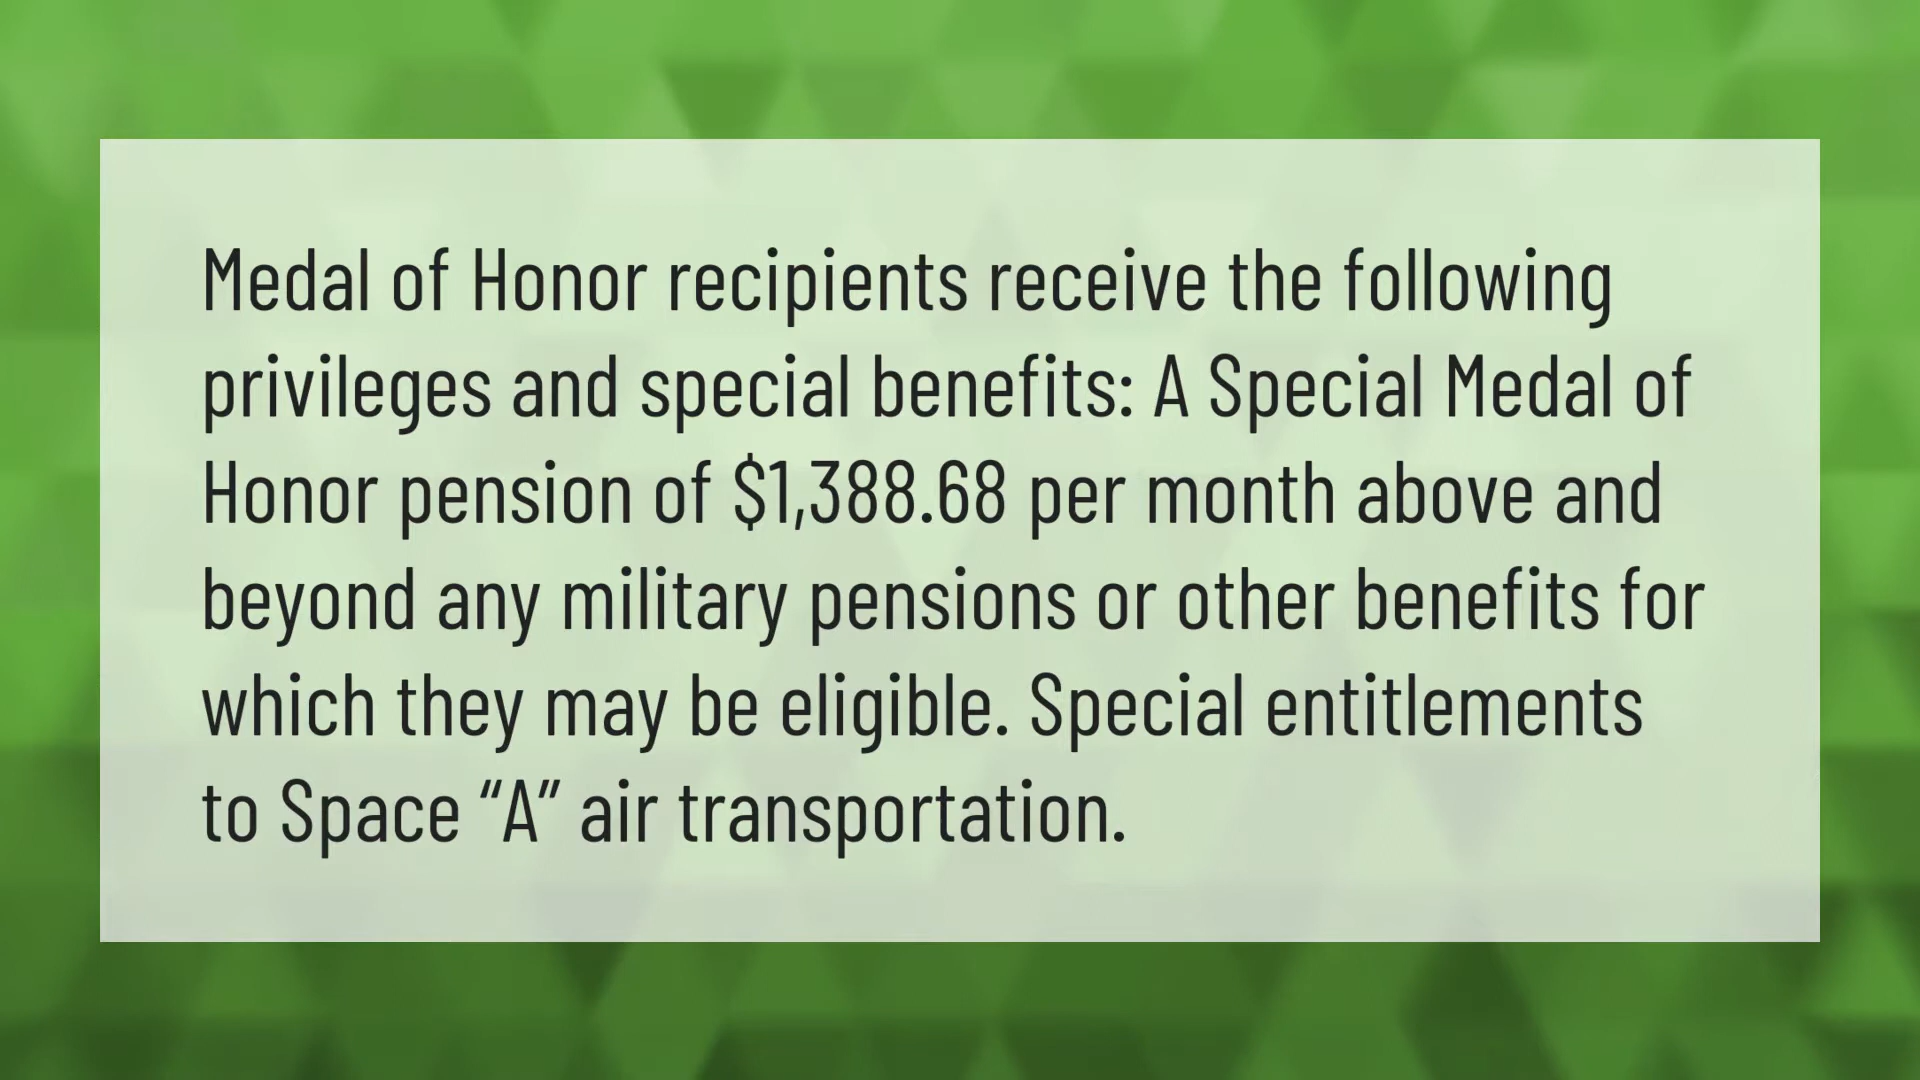 Medal of Honor recipients receive the following
privileges and special benefits: A Special Medal of
Honor pension of $1,388.68 per month above and
beyond any military pensions or other benefits for
which they may be eligible. Special entitlements
to Space “A” air transportation.